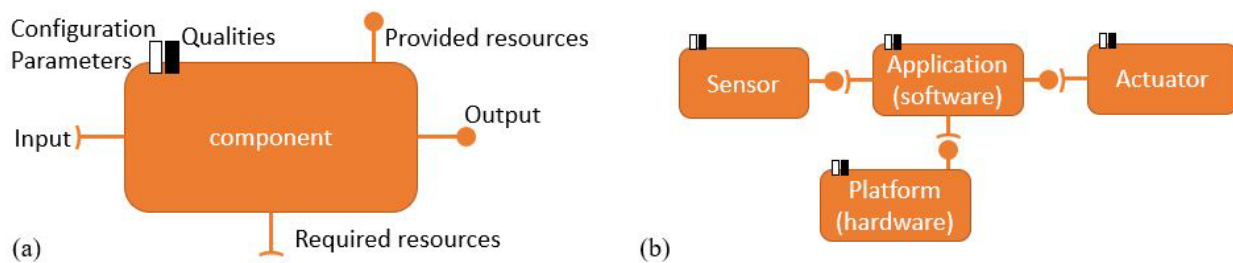 Configuration
Parameters
Qualities
Provided resources
Input
component
Output
Required resources
(a)
Sensor
Application
(software)
Actuator
Platform
(hardware)
(b)